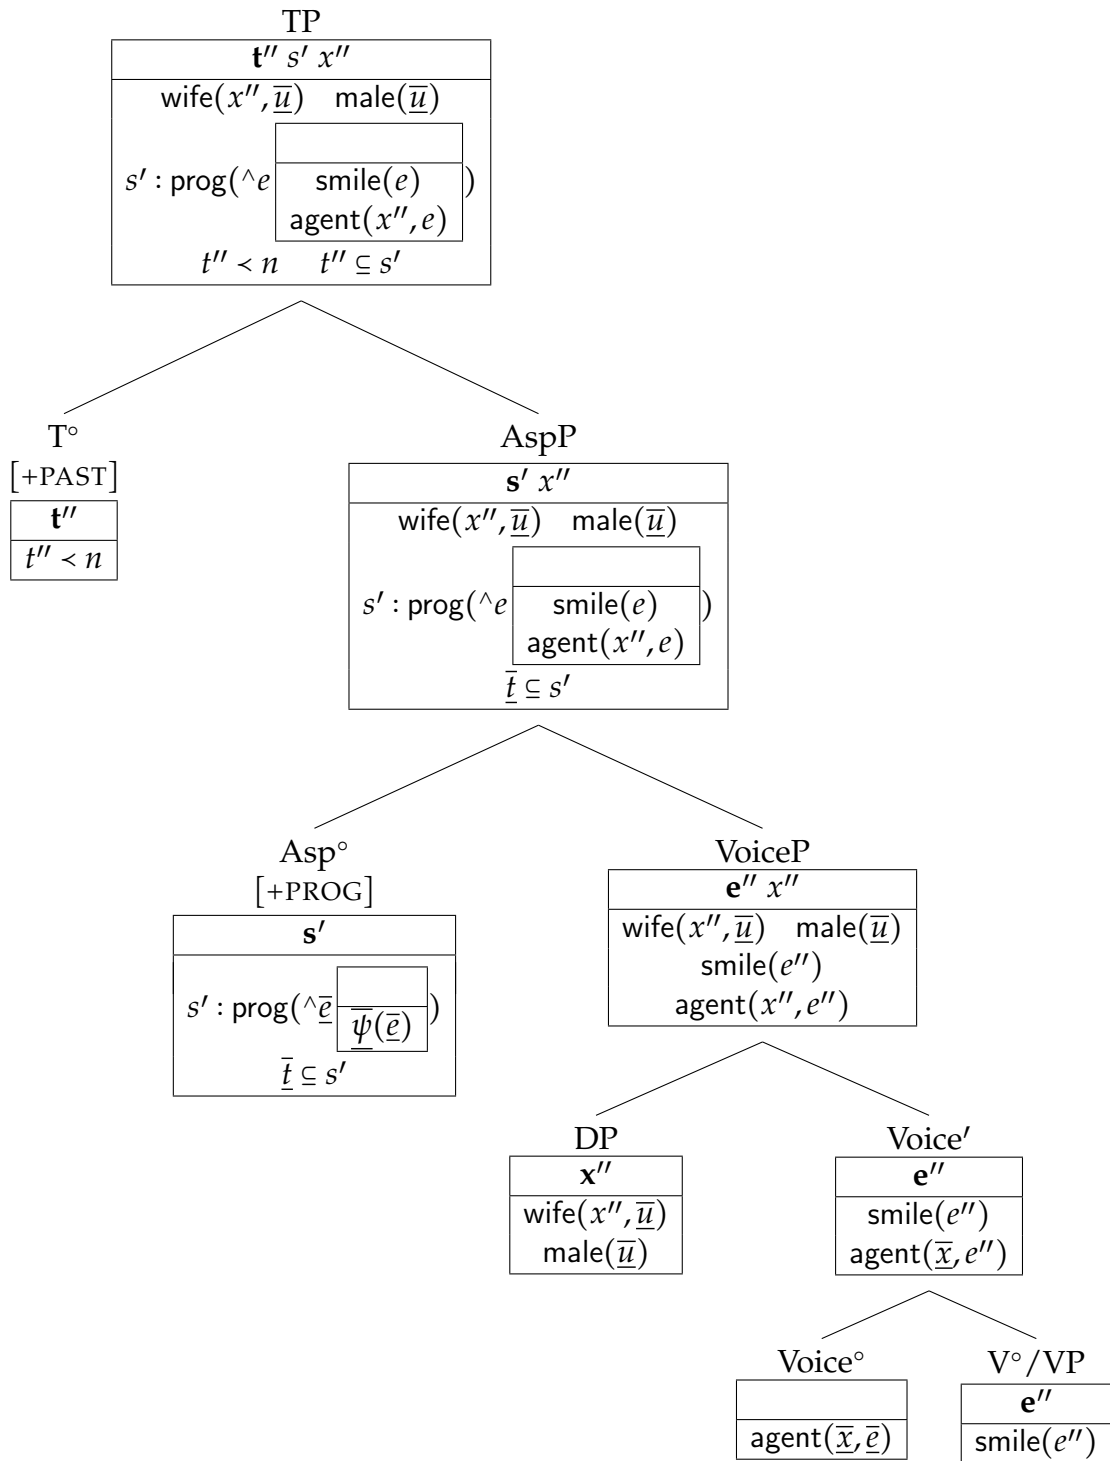 TP
𝐭″ s′ x″
wife(x″, u̲̅) male(u̲̅)
s′ : prog(^e
smile(e)
agent(x″, e)
)
t″ ≺ n t″ ⊆ s′
T° AspP
[+PAST]
𝐭″
t″ ≺ n
𝐬′ x″
wife(x″, u̲̅) male(u̲̅)
s′ : prog(^e
smile(e)
agent(x″, e)
)
t̲̅ ⊆ s′
Asp° VoiceP
[+PROG]
𝐬′
s′ : prog(^e̲̅
ψ̲̅(e̲̅)
)
t̲̅ ⊆ s′
𝐞″ x″
wife(x″, u̲̅) male(u̲̅)
smile(e″)
agent(x″, e″)
DP Voice′
𝐱″
wife(x″, u̲̅)
male(u̲̅)
𝐞″
smile(e″)
agent(x̲̅, e″)
Voice° V°/VP
agent(x̲̅, e̲̅)
𝐞″
smile(e″)